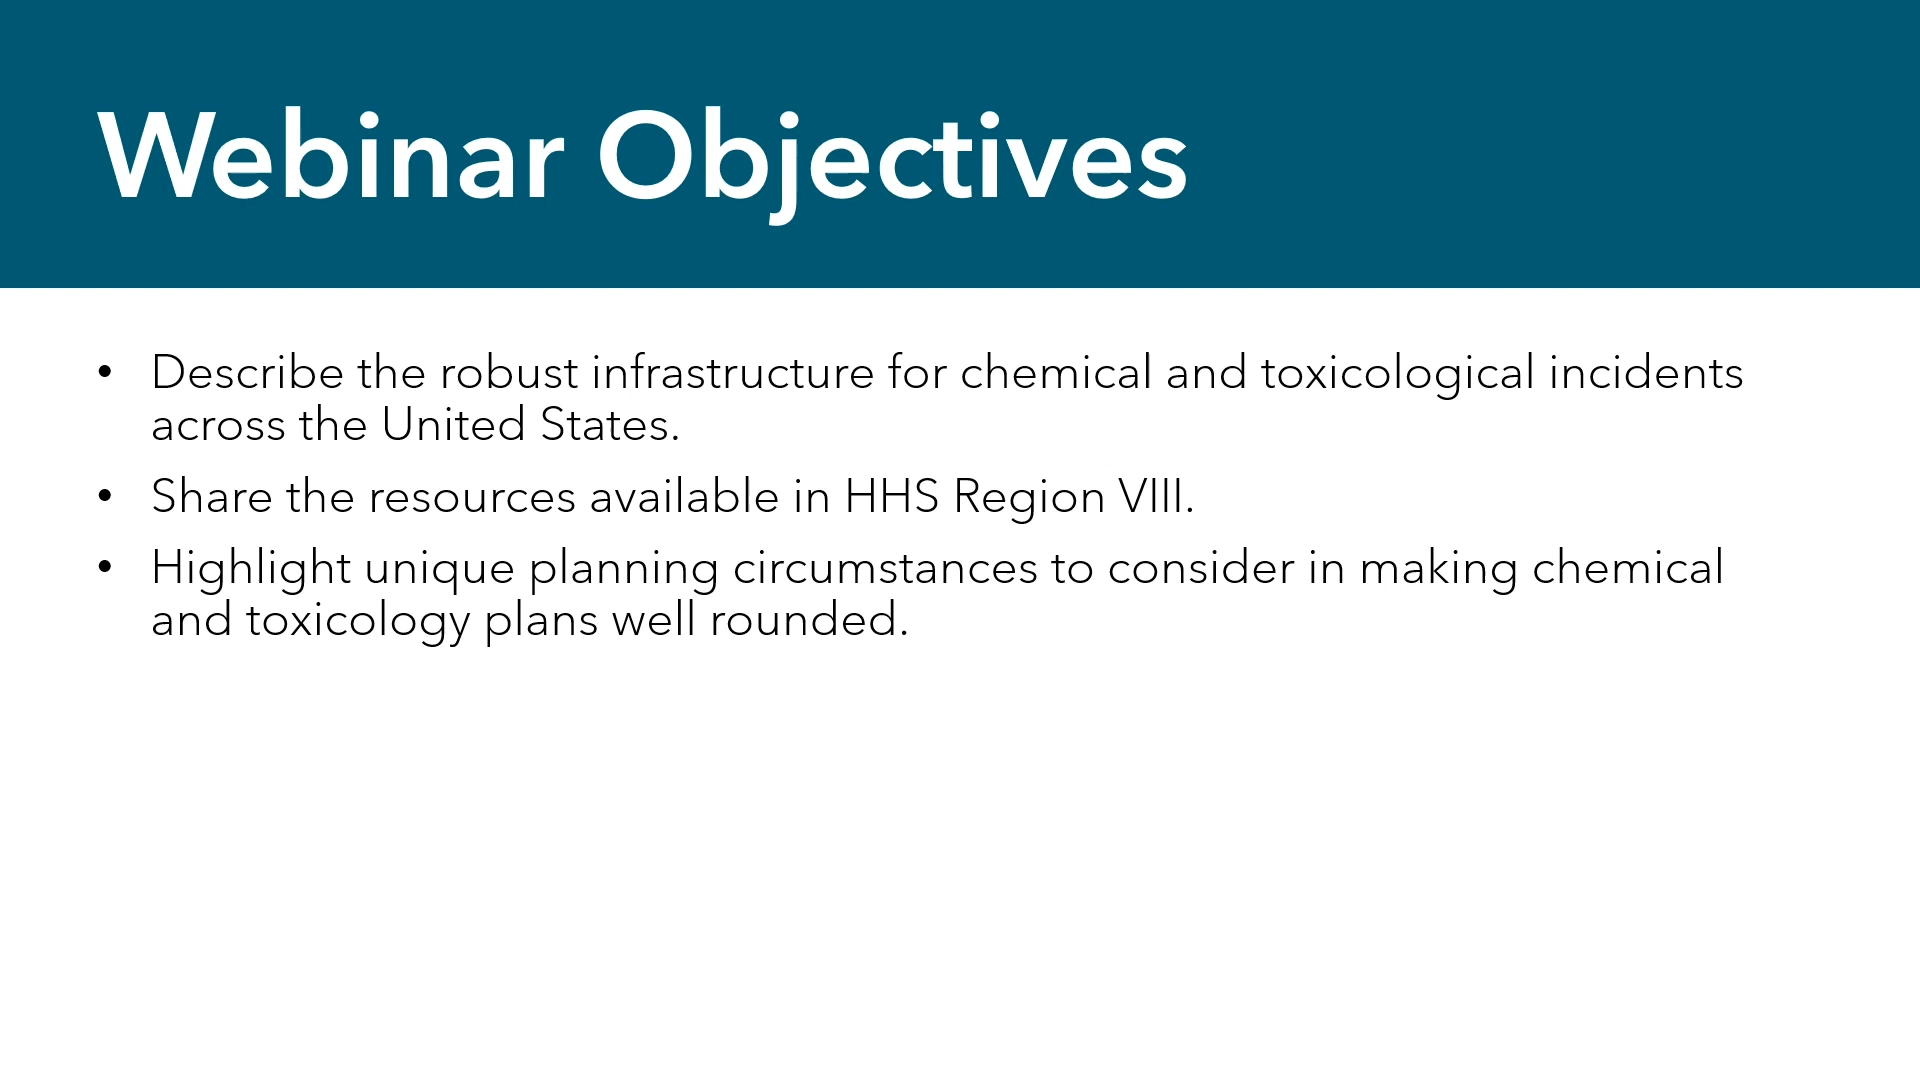 Webinar Objectives
• Describe the robust infrastructure for chemical and toxicological incidents
across the United States.
• Share the resources available in HHS Region VIII.
• Highlight unique planning circumstances to consider in making chemical
and toxicology plans well rounded.